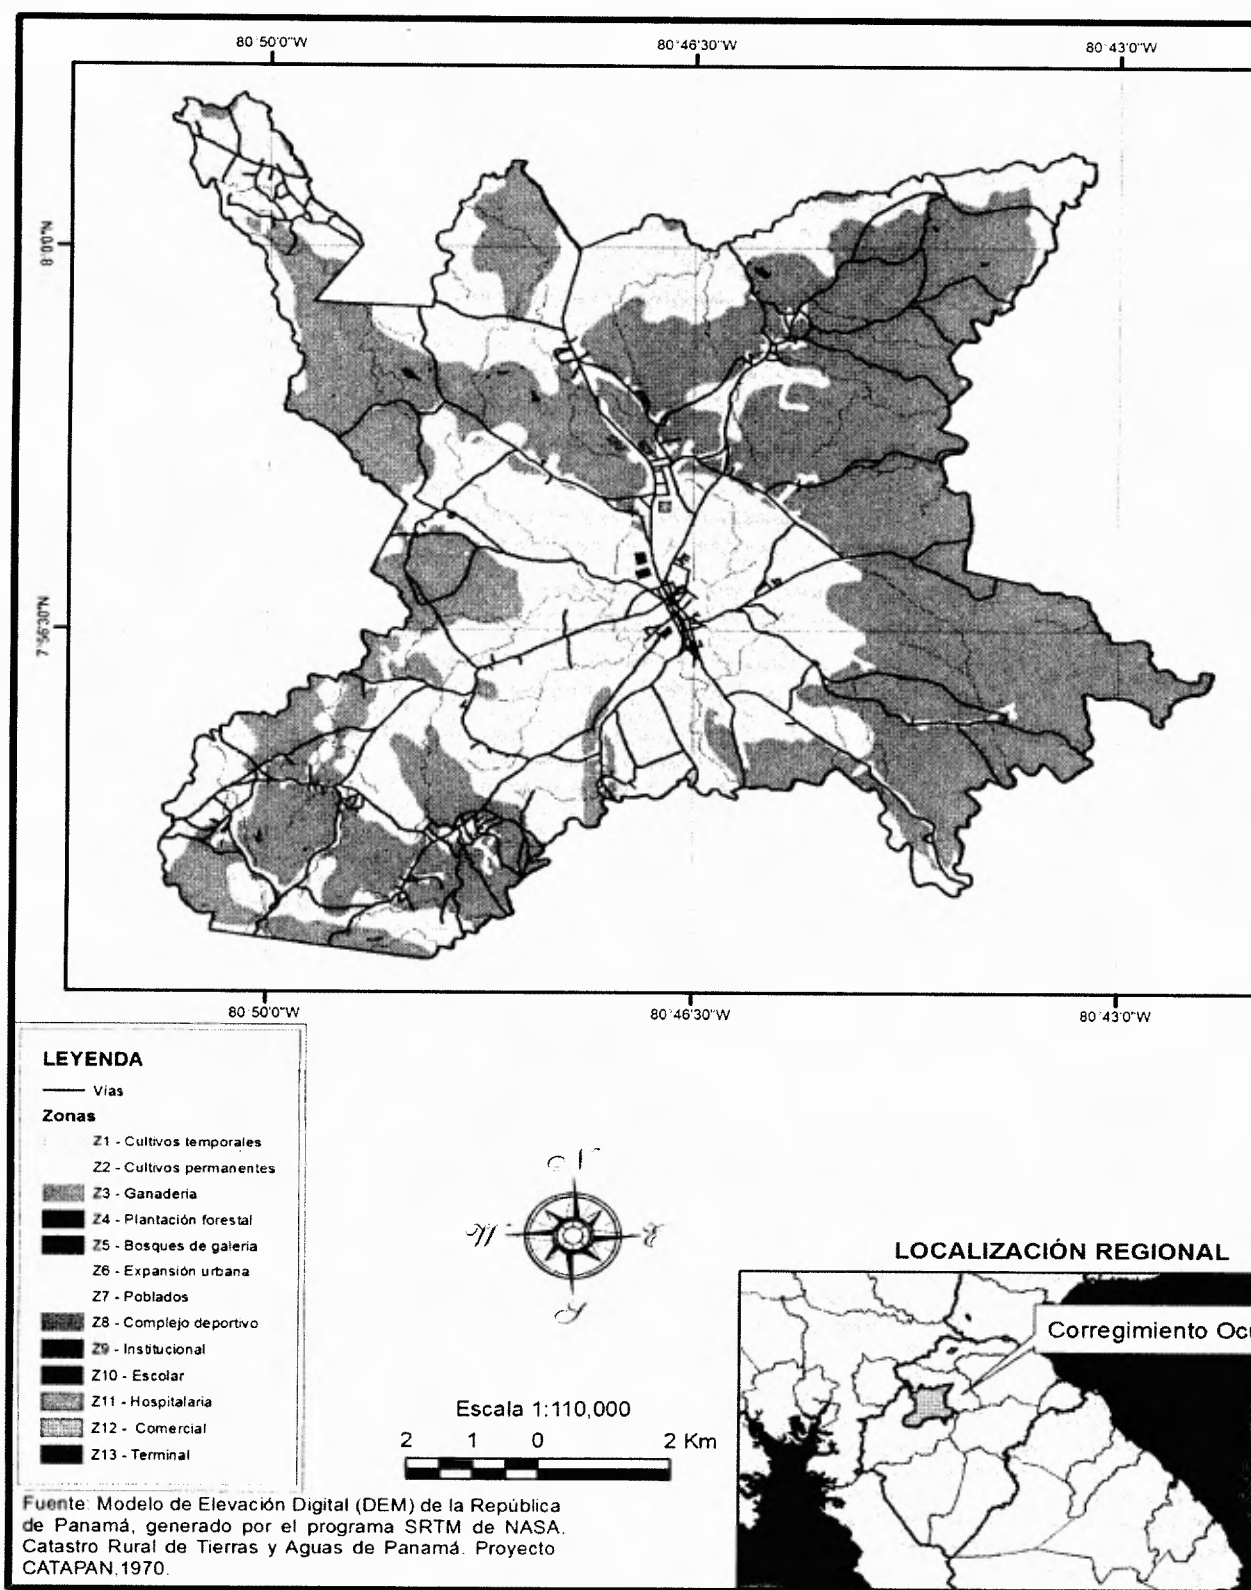 80°50'0"W 80°46'30"W 80°43'0"W
8°0'0"N
7°56'30"N
80°50'0"W 80°46'30"W 80°43'0"W
LEYENDA
Vías
Zonas
Z1 - Cultivos temporales
Z2 - Cultivos permanentes
Z3 - Ganadería
Z4 - Plantación forestal
Z5 - Bosques de galería
Z6 - Expansión urbana
Z7 - Poblados
Z8 - Complejo deportivo
Z9 - Institucional
Z10 - Escolar
Z11 - Hospitalaria
Z12 - Comercial
Z13 - Terminal
N
E
S
Escala 1:110,000
2 1 0 2 Km
LOCALIZACIÓN REGIONAL
Corregimiento Ocú
Fuente: Modelo de Elevación Digital (DEM) de la República
de Panamá, generado por el programa SRTM de NASA.
Catastro Rural de Tierras y Aguas de Panamá. Proyecto
CATAPAN,1970.